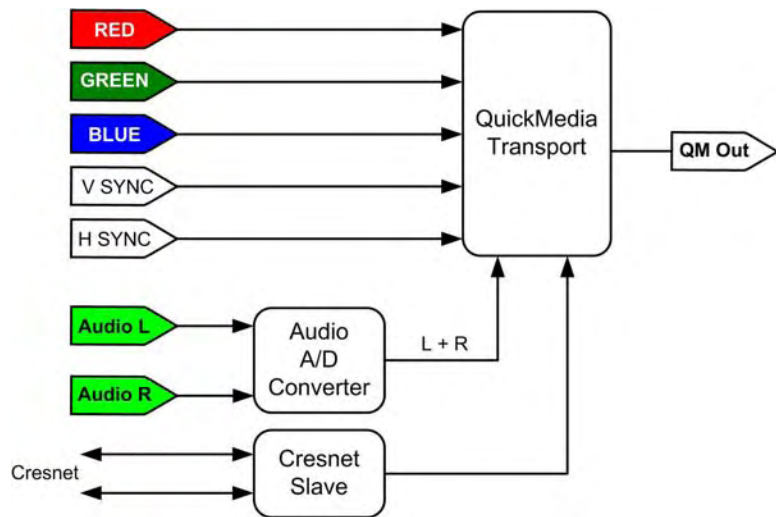 RED
GREEN
BLUE
V SYNC
H SYNC
QuickMedia
Transport
QM Out
Audio L
Audio R
Audio
A/D
Converter
L + R
Cresnet
Cresnet
Slave